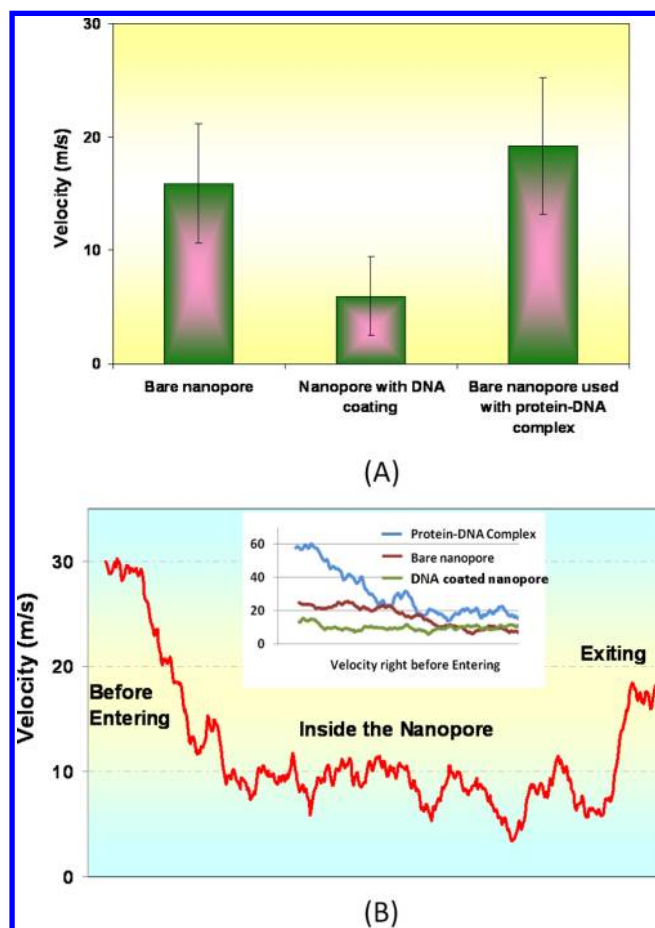 30
20
10
0
Velocity (m/s)
Bare nanopore
Nanopore with DNA
coating
Bare nanopore used
with protein-DNA
complex
(A)
30
20
10
0
Velocity (m/s)
Before
Entering
Inside the Nanopore
Exiting
60
40
20
0
Protein-DNA Complex
Bare nanopore
DNA coated nanopore
Velocity right before Entering
(B)